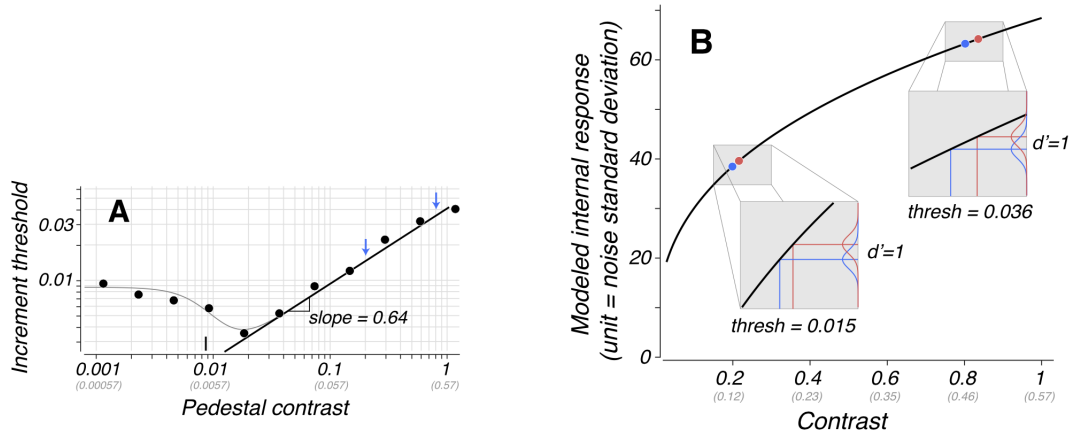 A
Increment threshold
0.03
0.01
slope = 0.64
0.001 0.01 0.1 1
(0.00057) (0.0057) (0.057) (0.57)
Pedestal contrast
B
Modeled internal response
(unit = noise standard deviation)
60
40
20
0
d'=1
thresh = 0.036
d'=1
thresh = 0.015
0.2 0.4 0.6 0.8 1
(0.12) (0.23) (0.35) (0.46) (0.57)
Contrast